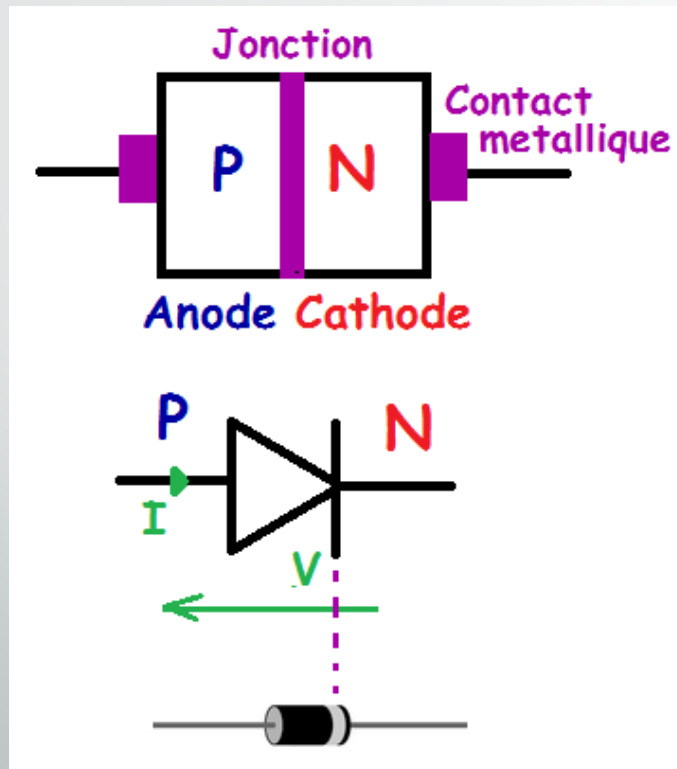 Jonction
Contact
metallique
P N
Anode Cathode
P N
I
V